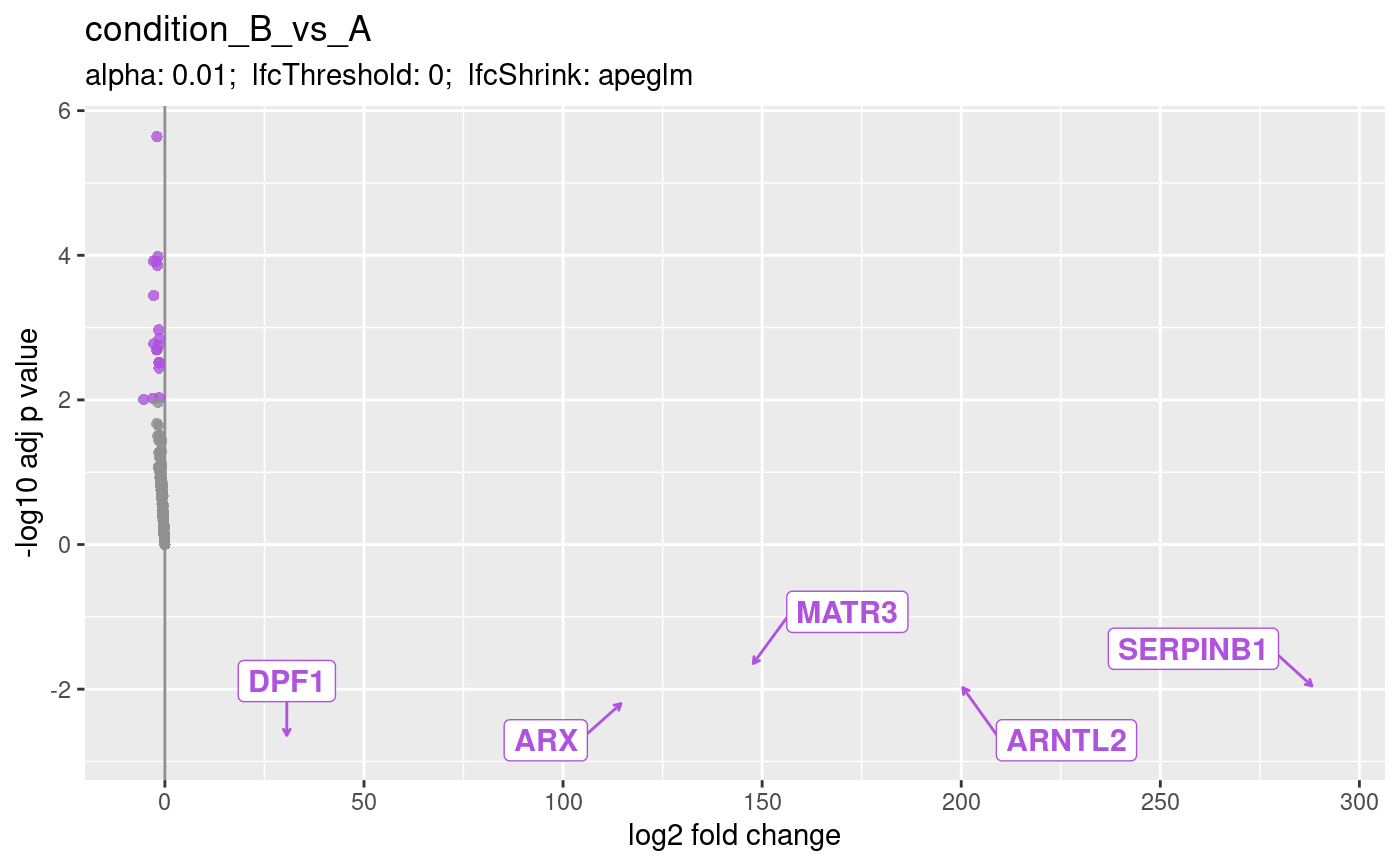 condition_B_vs_A
alpha: 0.01;  lfcThreshold: 0;  lfcShrink: apeglm
6
4
2
0
-2
-log10 adj p value
MATR3
SERPINB1
DPF1
ARX
ARNTL2
0 50 100 150 200 250 300
log2 fold change